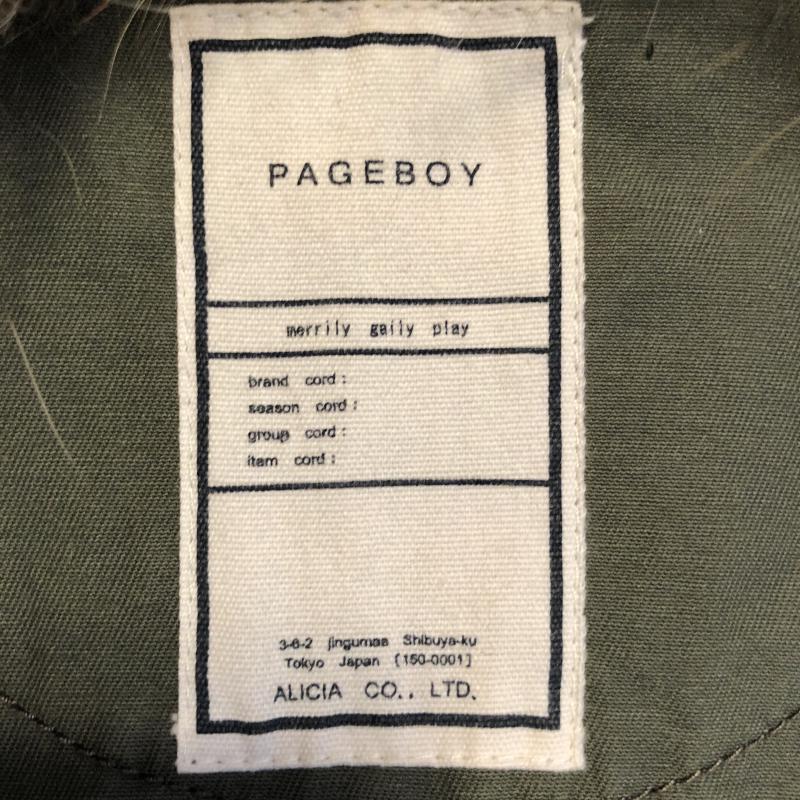 PAGEBOY
merrily gaily play
brand cord:
season cord:
group cord:
item cord:
3-6-2 jingumaa Shibuya-ku
Tokyo Japan [150-0001]
ALICIA CO., LTD.